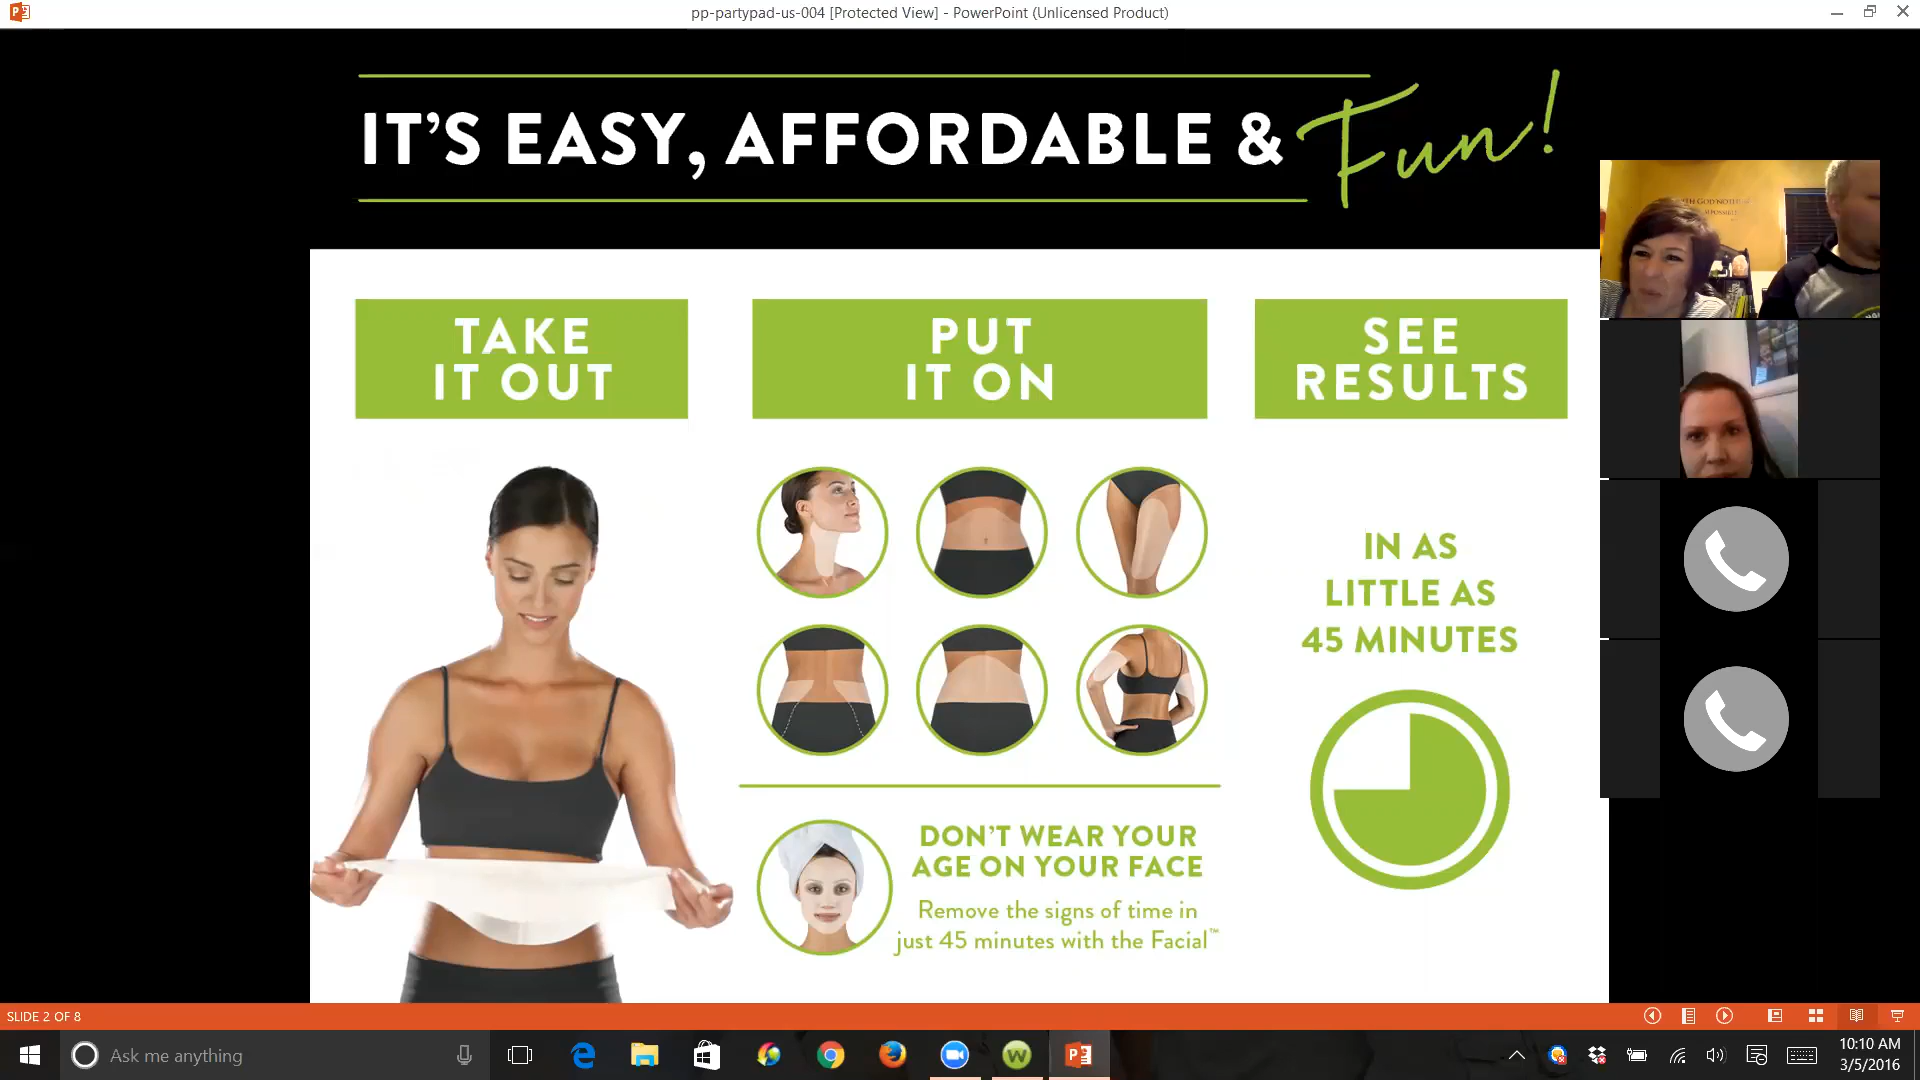 pp-partypad-us-004 [Protected View] - PowerPoint (Unlicensed Product)
IT'S EASY, AFFORDABLE & Fun!
TAKE
IT OUT
PUT
IT ON
SEE
RESULTS
IN AS
LITTLE AS
45 MINUTES
DON'T WEAR YOUR
AGE ON YOUR FACE
Remove the signs of time in
just 45 minutes with the Facial™
SLIDE 2 OF 8
Ask me anything
10:10 AM
3/5/2016